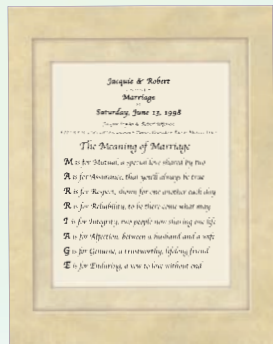 Jacquie & Robert
Marriage
Saturday, June 13, 1998
The Meaning of Marriage
M is for Mutual, a special love shared by two
A is for Assurance, that you'll always be true
R is for Respect, shown for one another each day
R is for Reliability, to be there come what may
I is for Integrity, two people now sharing one life
A is for Affection, between a husband and a wife
G is for Genuine, a trustworthy, lifelong friend
E is for Enduring, a vow to love without end